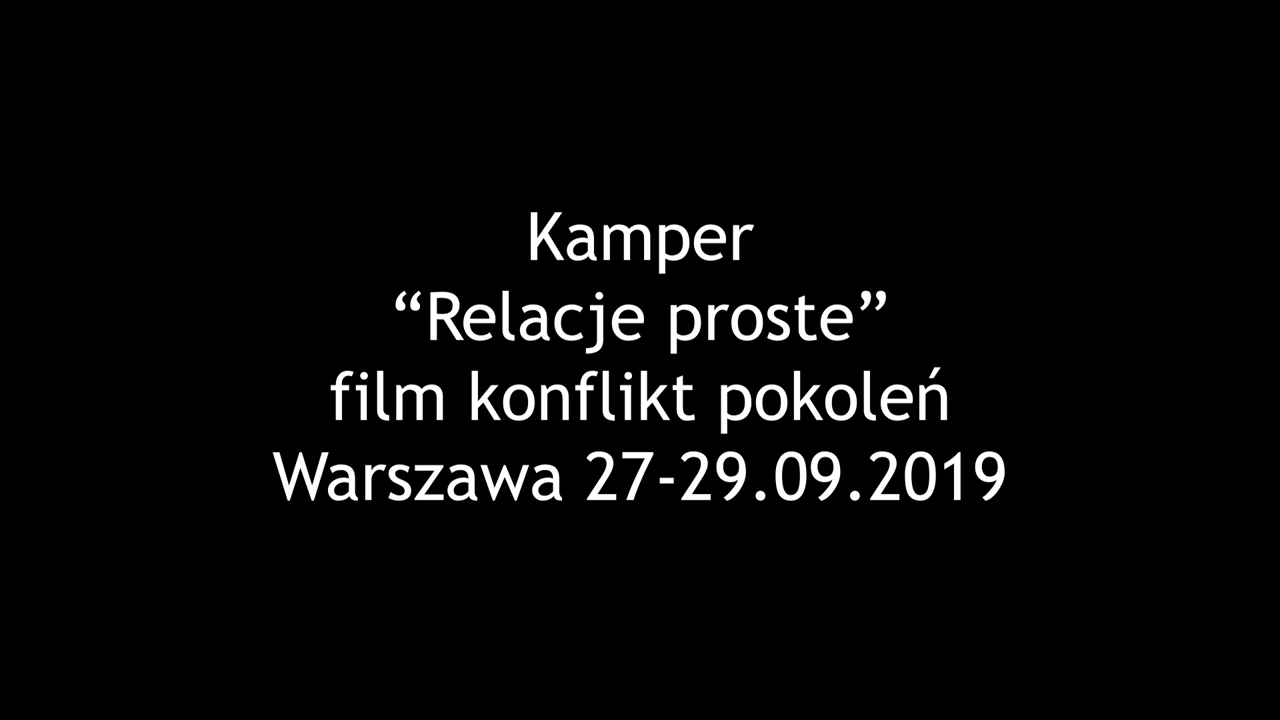 Kamper
“Relacje proste”
film konflikt pokoleń
Warszawa 27-29.09.2019